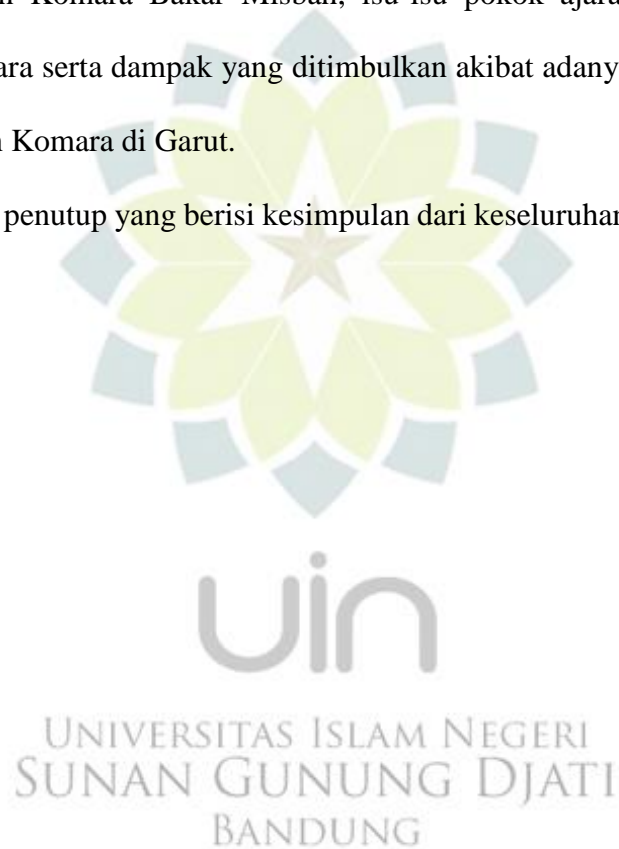 Komara Bakar Misbah, isu-isu pokok ajara
ara serta dampak yang ditimbulkan akibat adany
Komara di Garut.
penutup yang berisi kesimpulan dari keseluruhan
uin
UNIVERSITAS ISLAM NEGERI
SUNAN GUNUNG DJATI
BANDUNG